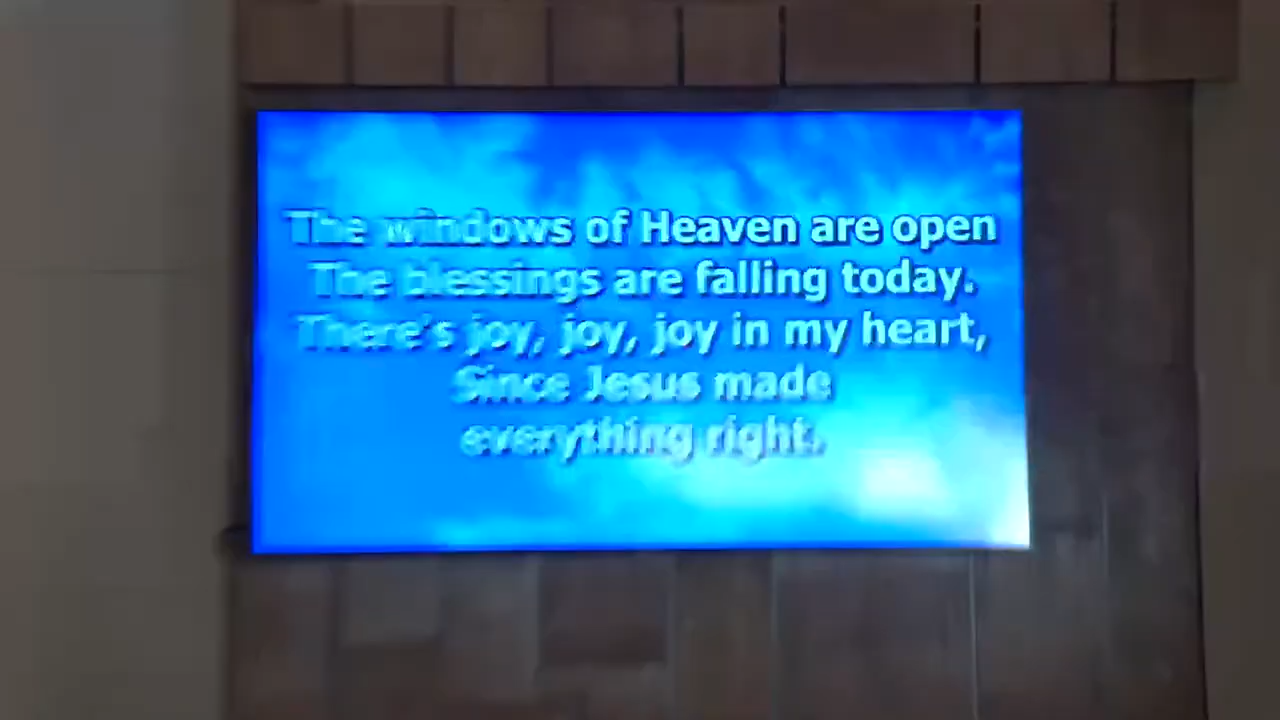 The windows of Heaven are open
The blessings are falling today.
There's joy, joy, joy in my heart,
Since Jesus made
everything right.